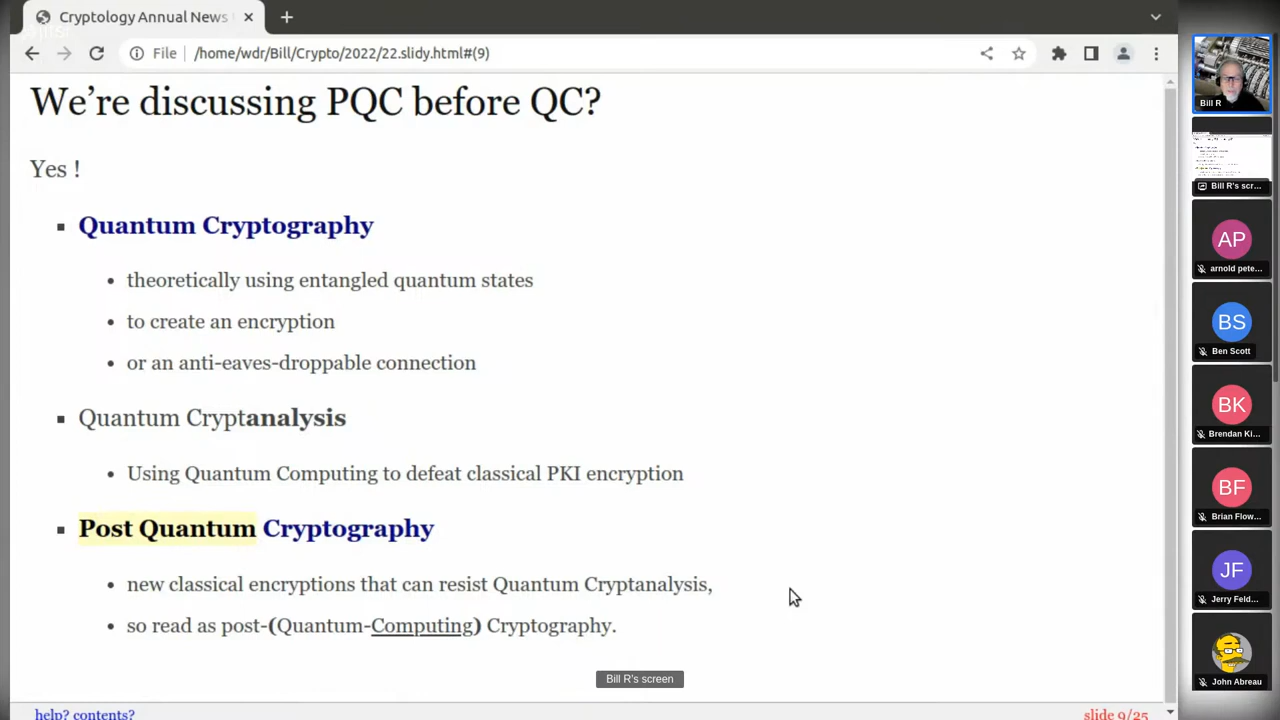 Cryptology Annual News
File
/home/wdr/Bill/Crypto/2022/22.slidy.html#(9)
We're discussing PQC before QC?
Yes !
Quantum Cryptography
theoretically using entangled quantum states
to create an encryption
or an anti-eaves-droppable connection
Quantum Cryptanalysis
Using Quantum Computing to defeat classical PKI encryption
Post Quantum Cryptography
new classical encryptions that can resist Quantum Cryptanalysis,
so read as post-(Quantum-Computing) Cryptography.
Bill R's screen
help? contents?
slide 9/25
Bill R
Bill R's scr...
AP
arnold pete...
BS
Ben Scott
BK
Brendan Ki...
BF
Brian Flow...
JF
Jerry Feld...
John Abreau